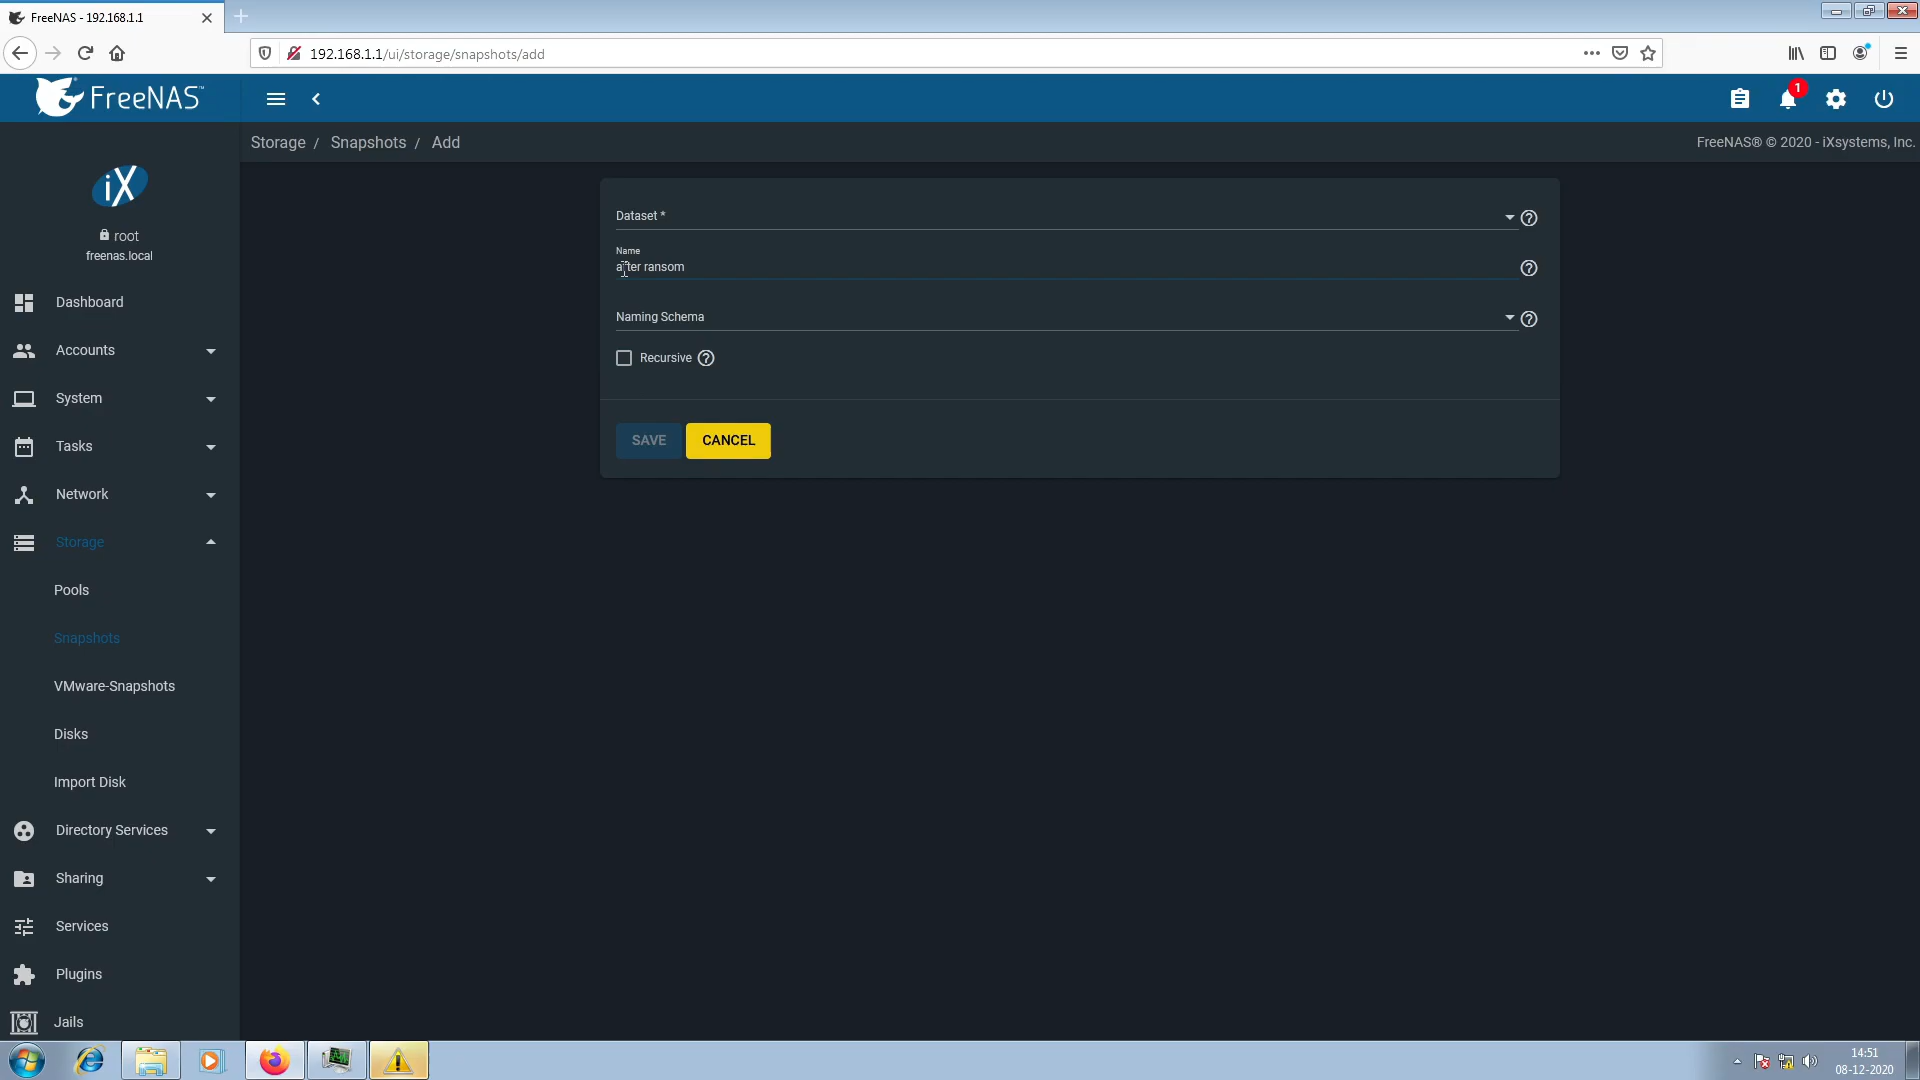 FreeNAS - 192.168.1.1
192.168.1.1/ui/storage/snapshots/add
FreeNAS
1
Storage / Snapshots / Add
FreeNAS® © 2020 - iXsystems, Inc.
iX
root
freenas.local
Dashboard
Accounts
System
Tasks
Network
Storage
Pools
Snapshots
VMware-Snapshots
Disks
Import Disk
Directory Services
Sharing
Services
Plugins
Jails
Dataset *
Name
after ransom
Naming Schema
Recursive
SAVE
CANCEL
14:51
08-12-2020